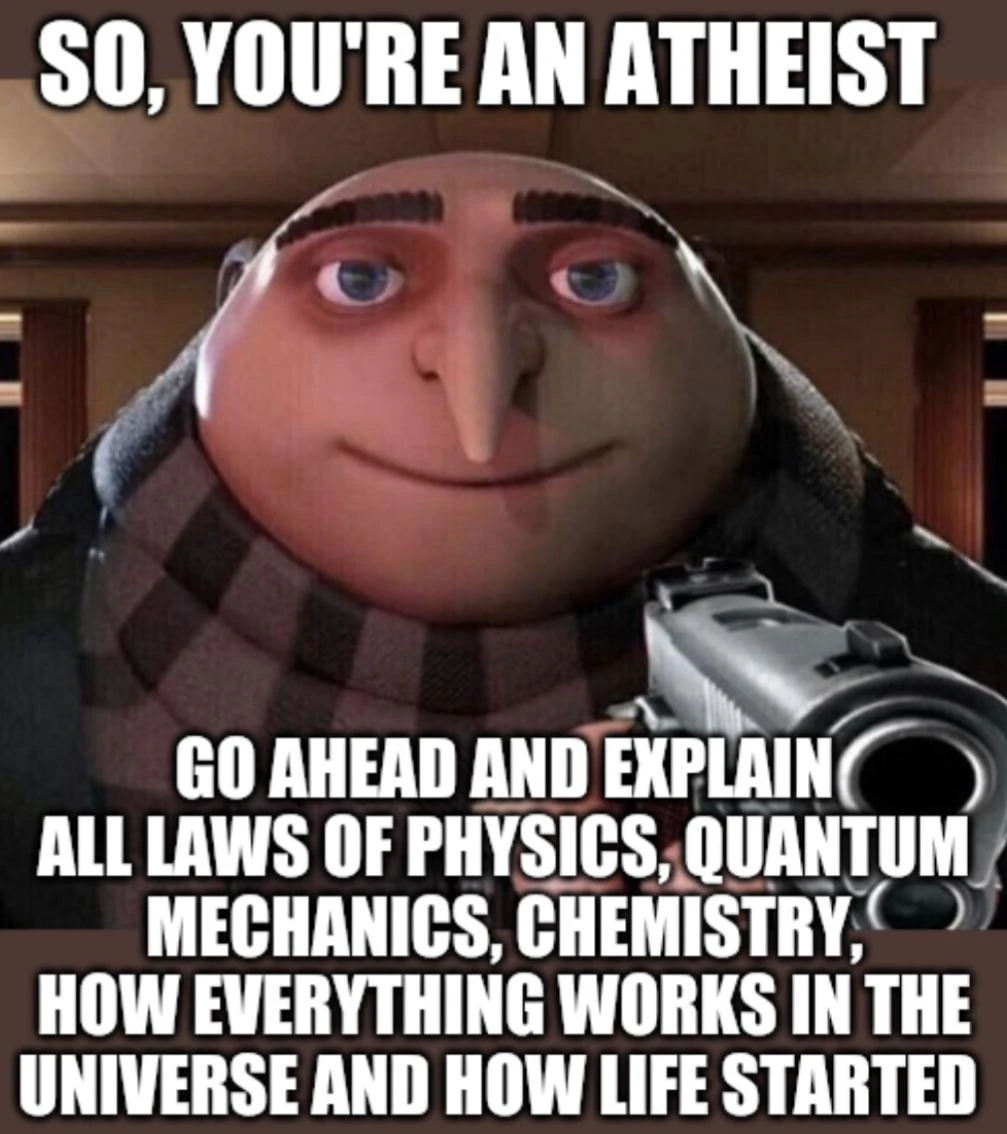 SO, YOU'RE AN ATHEIST
GO AHEAD AND EXPLAIN
ALL LAWS OF PHYSICS, QUANTUM
MECHANICS, CHEMISTRY,
HOW EVERYTHING WORKS IN THE
UNIVERSE AND HOW LIFE STARTED